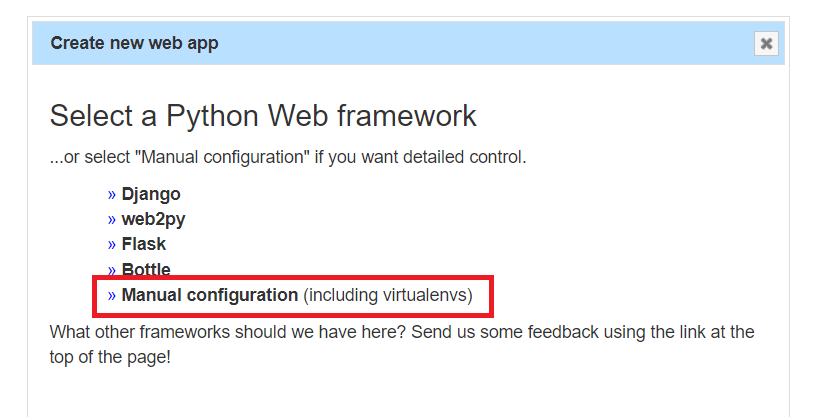 Create new web app
Select a Python Web framework
...or select "Manual configuration" if you want detailed control.
» Django
» web2py
» Flask
» Bottle
» Manual configuration (including virtualenvs)
What other frameworks should we have here? Send us some feedback using the link at the
top of the page!